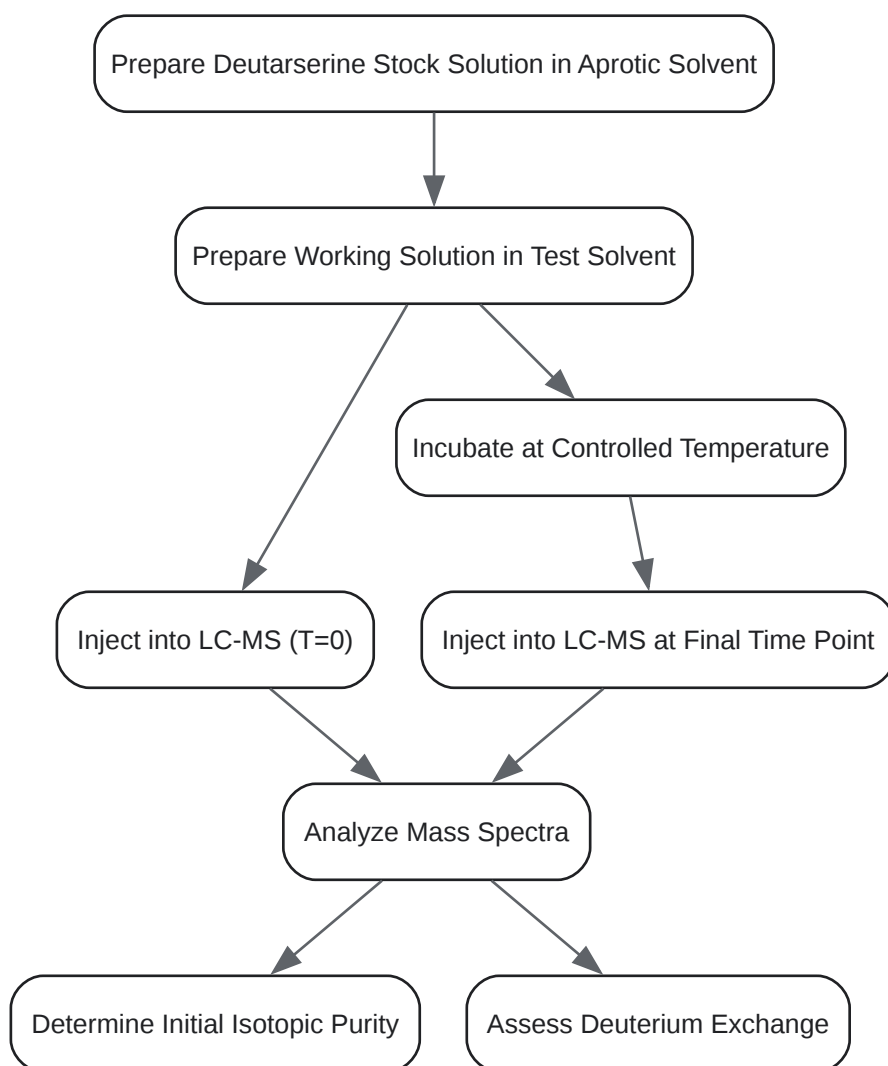 Prepare Deutarserine Stock Solution in Aprotic Solvent
Prepare Working Solution in Test Solvent
Incubate at Controlled Temperature
Inject into LC-MS (T=0)
Inject into LC-MS at Final Time Point
Analyze Mass Spectra
Determine Initial Isotopic Purity
Assess Deuterium Exchange